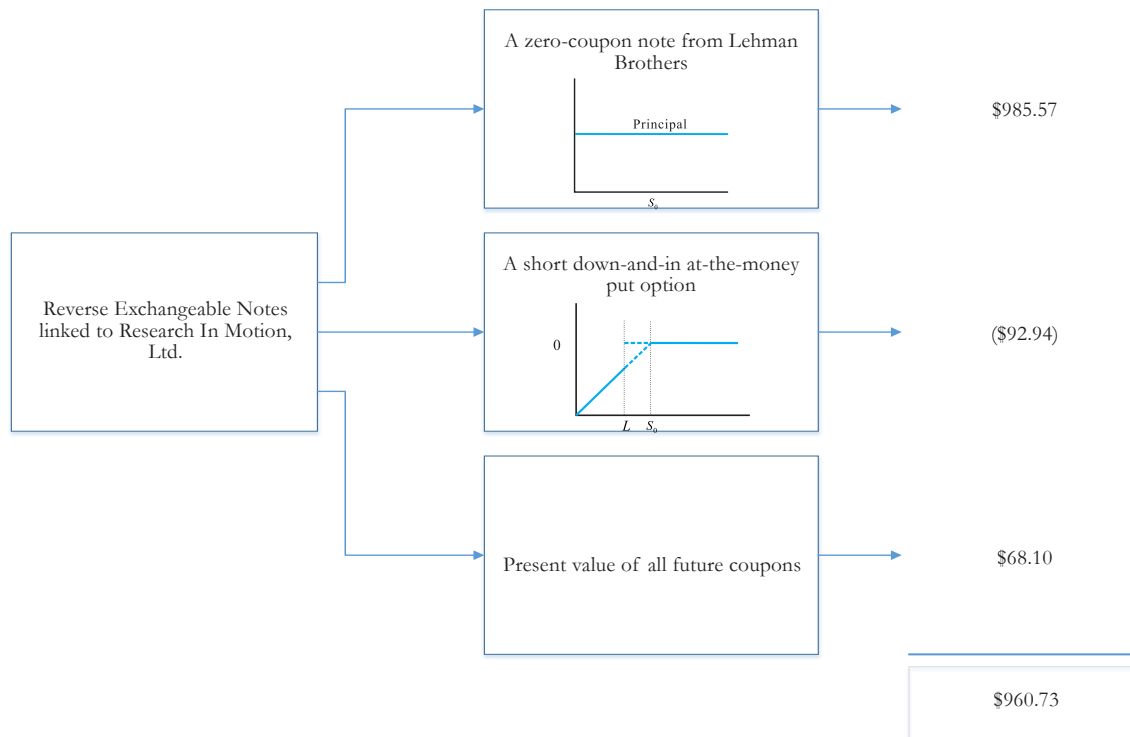 A zero-coupon note from Lehman
Brothers
Principal
S₀
$985.57
Reverse Exchangeable Notes
linked to Research In Motion,
Ltd.
A short down-and-in at-the-money
put option
0
L S₀
($92.94)
Present value of all future coupons
$68.10
$960.73